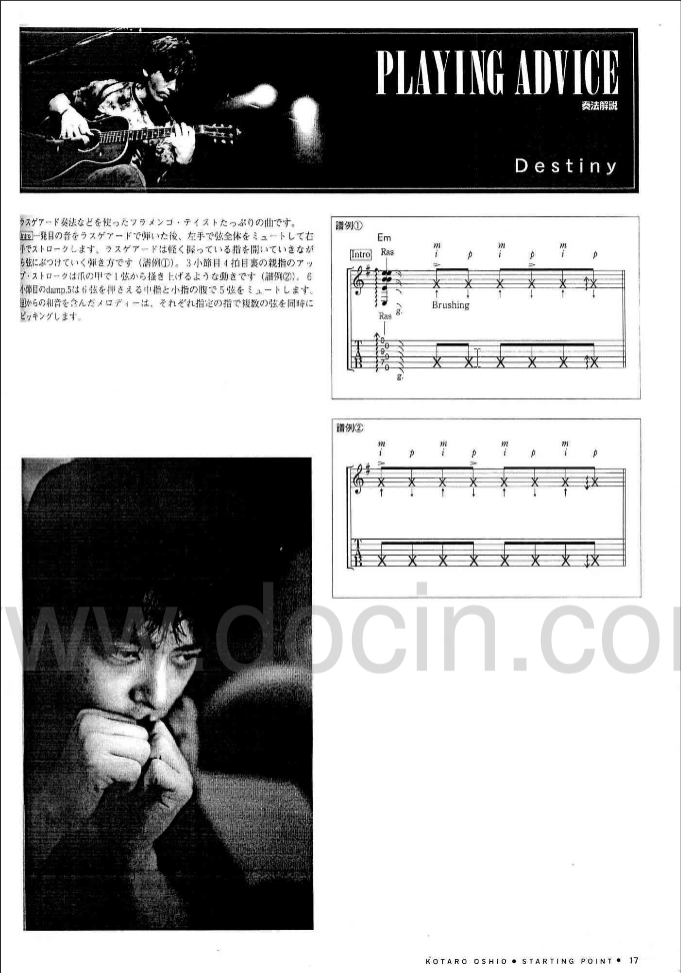 PLAYING ADVICE
奏法解説
Destiny
ラスゲアード奏法などを使ったフラメンゴ・テイストたっぷりの曲です。
Intro一発目の音をラスゲアードで弾いた後、左手で弦全体をミュートして右
手でストロークします。ラスゲアードは軽く握っている指を開いていきなが
ら弦にぶつけていく弾き方です（譜例①）。3小節目4拍目裏の親指のアッ
プ・ストロークは爪の甲で1弦から掻き上げるような動きです（譜例②）。6
小節目のdamp.5は6弦を押さえる中指と小指の腹で5弦をミュートします。
からの和音を含んだメロディーは、それぞれ指定の指で複数の弦を同時に
ピッキングします。
譜例①
Em
Intro Ras m i p m i p m i p
g.
Brushing
Ras
T A B
0 0 9 0 7 0
g.
譜例②
m i p m i p m i p m i p
T A B
www.docin.co
KOTARO OSHIO ● STARTING POINT ● 17